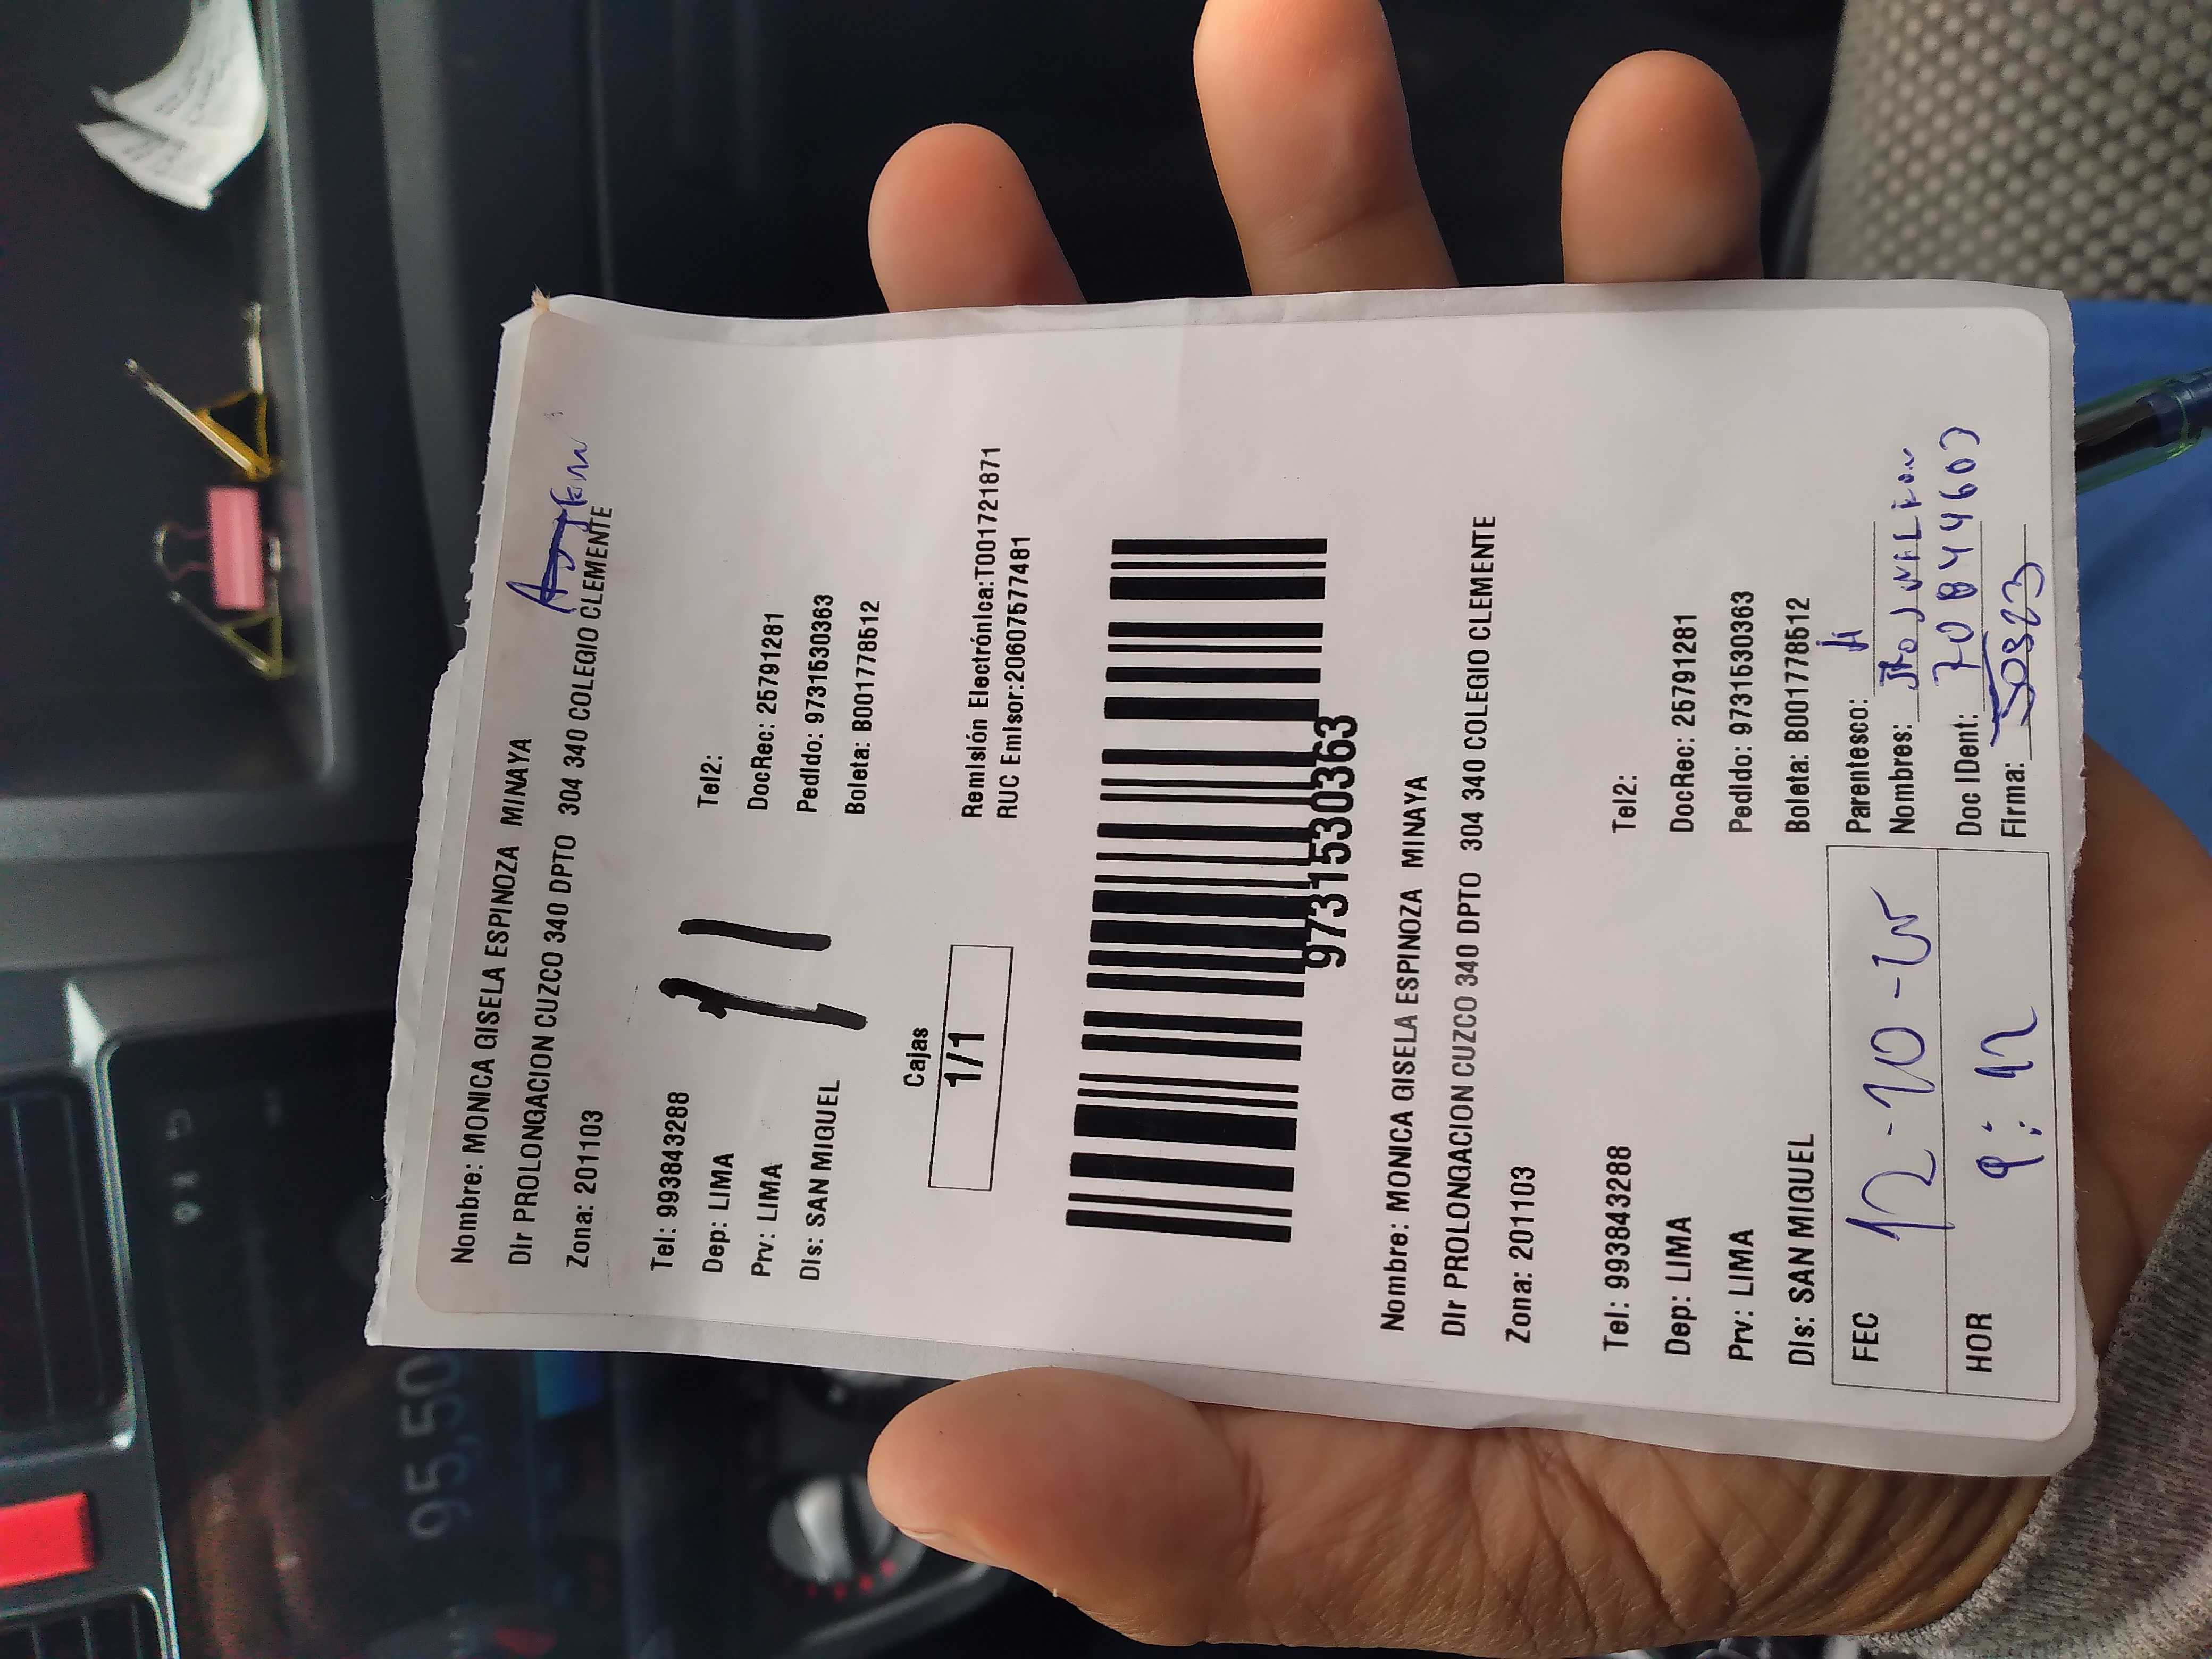 Nombre: MONICA GISELA ESPINOZA MINAYA
Dir PROLONGACION CUZCO 340 DPTO 304 340 COLEGIO CLEMENTE
Zona: 201103
Tel: 993843288 Tel2:
Dep: LIMA DocRec: 25791281
Prv: LIMA Pedido: 9731530363
Dis: SAN MIGUEL Boleta: B001778512
11
Cajas
1/1
Remisión Electrónica:T001721871
RUC Emisor:20607577481
9731530363
Nombre: MONICA GISELA ESPINOZA MINAYA
Dir PROLONGACION CUZCO 340 DPTO 304 340 COLEGIO CLEMENTE
Zona: 201103
Tel: 993843288 Tel2:
Dep: LIMA DocRec: 25791281
Prv: LIMA Pedido: 9731530363
Dis: SAN MIGUEL Boleta: B001778512
FEC 12-10-25
HOR 9:12
Parentesco:
Nombres:
Doc IDent: 70844603
Firma:
95,50